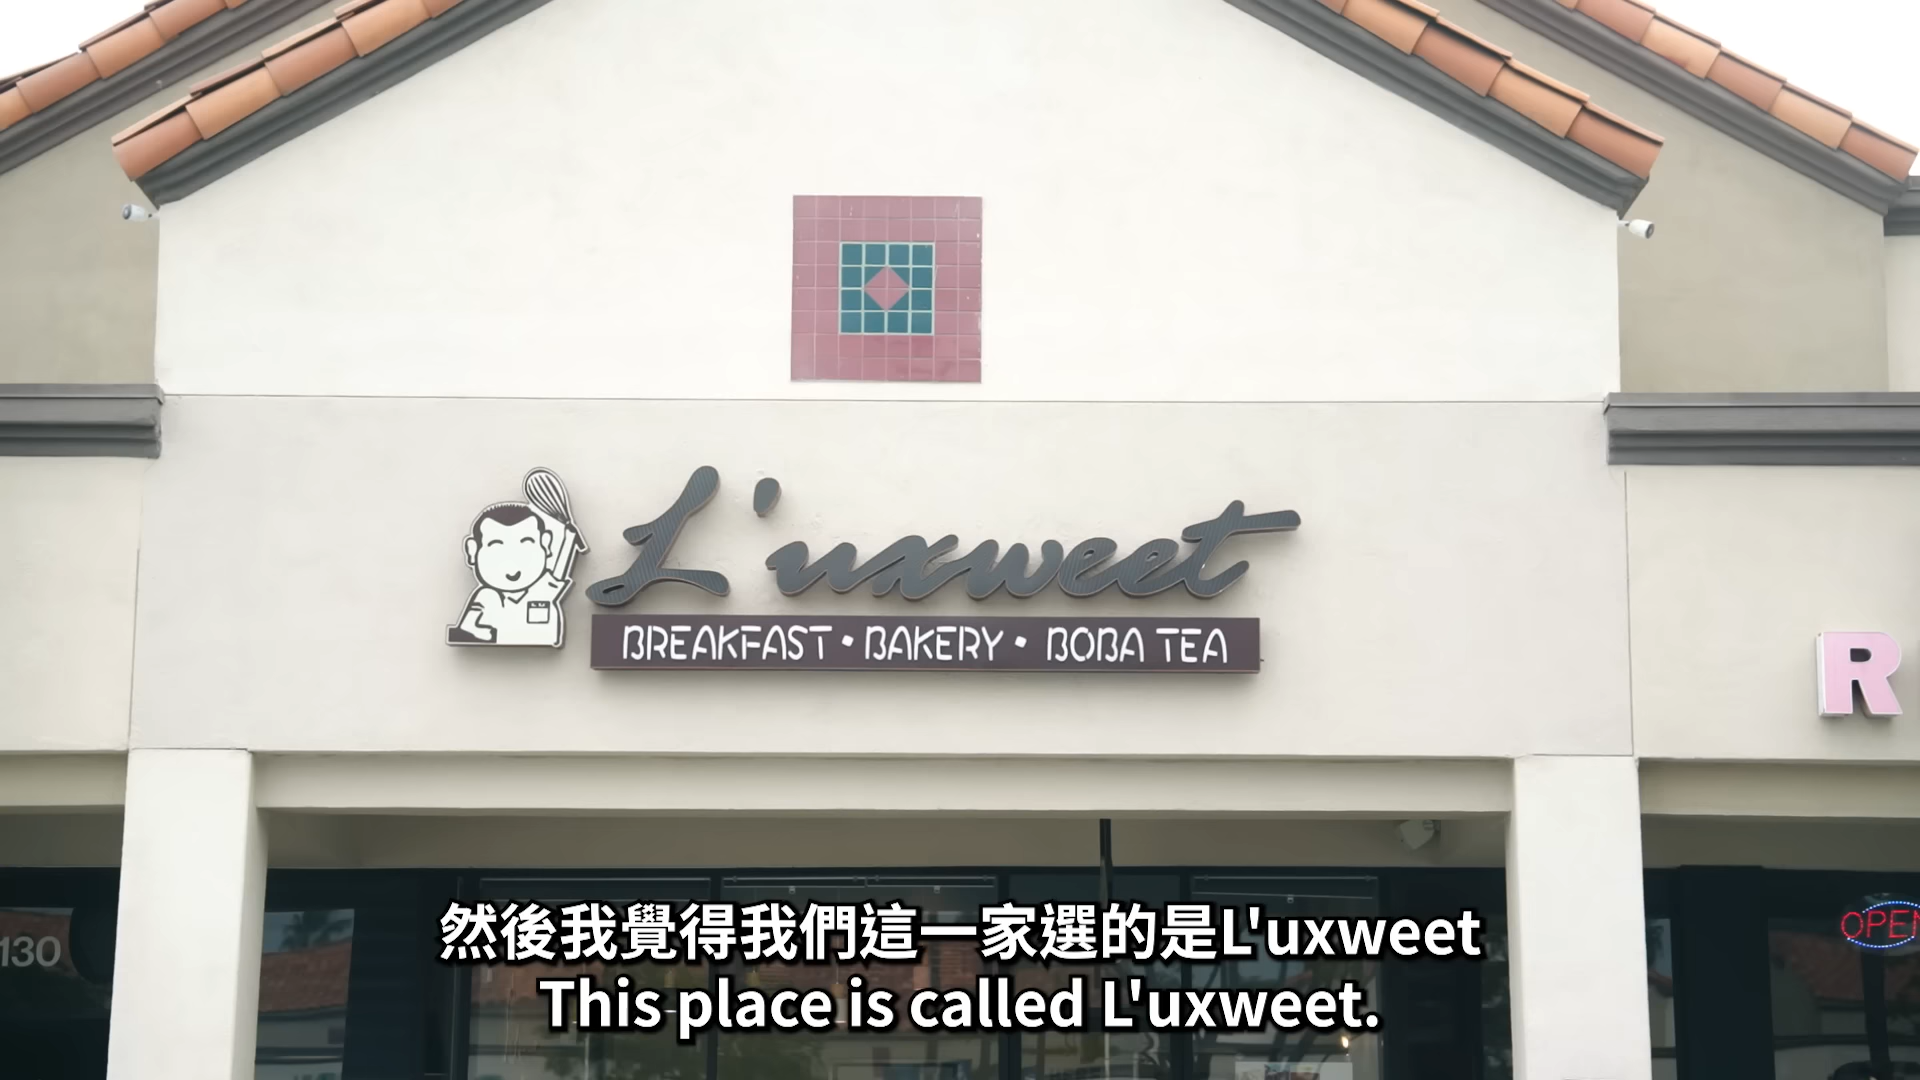 L'uxweet
BREAKFAST • BAKERY • BOBA TEA
R
OPEN
130
然後我覺得我們這一家選的是L'uxweet
This place is called L'uxweet.